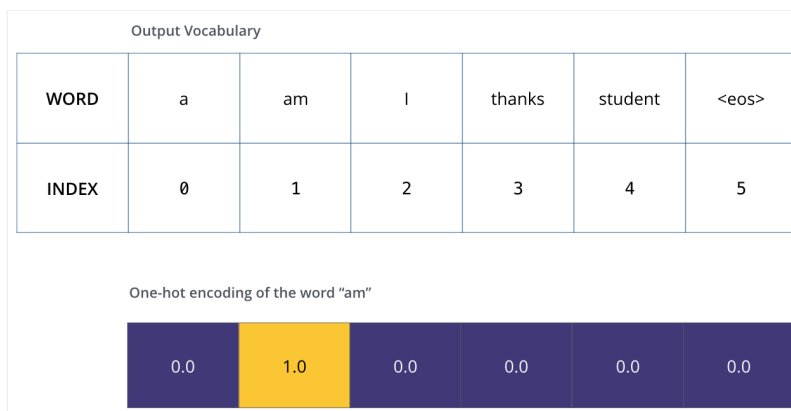 Output Vocabulary
WORD a am I thanks student <eos>
INDEX 0 1 2 3 4 5
One-hot encoding of the word “am”
0.0 1.0 0.0 0.0 0.0 0.0